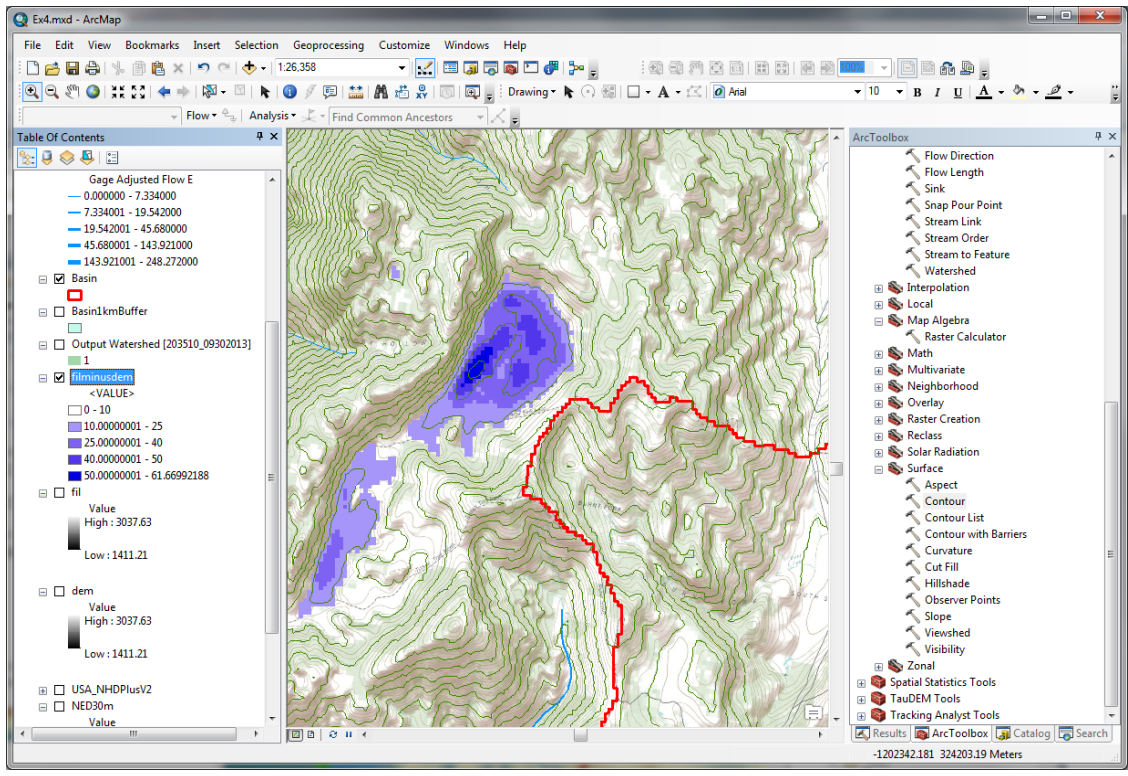 Ex4.mxd - ArcMap
File Edit View Bookmarks Insert Selection Geoprocessing Customize Windows Help
1:26,358
100%
Drawing
A
Arial
10
B I U A
Flow
Analysis
Find Common Ancestors
Table Of Contents
Gage Adjusted Flow E
0.000000 - 7.334000
7.334001 - 19.542000
19.542001 - 45.680000
45.680001 - 143.921000
143.921001 - 248.272000
Basin
Basin1kmBuffer
Output Watershed [203510_09302013]
1
filminusdem
<VALUE>
0 - 10
10.00000001 - 25
25.00000001 - 40
40.00000001 - 50
50.00000001 - 61.66992188
fil
Value
High : 3037.63
Low : 1411.21
dem
Value
High : 3037.63
Low : 1411.21
USA_NHDPlusV2
NED30m
Value
ArcToolbox
Flow Direction
Flow Length
Sink
Snap Pour Point
Stream Link
Stream Order
Stream to Feature
Watershed
Interpolation
Local
Map Algebra
Raster Calculator
Math
Multivariate
Neighborhood
Overlay
Raster Creation
Reclass
Solar Radiation
Surface
Aspect
Contour
Contour List
Contour with Barriers
Curvature
Cut Fill
Hillshade
Observer Points
Slope
Viewshed
Visibility
Zonal
Spatial Statistics Tools
TauDEM Tools
Tracking Analyst Tools
Results ArcToolbox Catalog Search
-1202342.181 324203.19 Meters